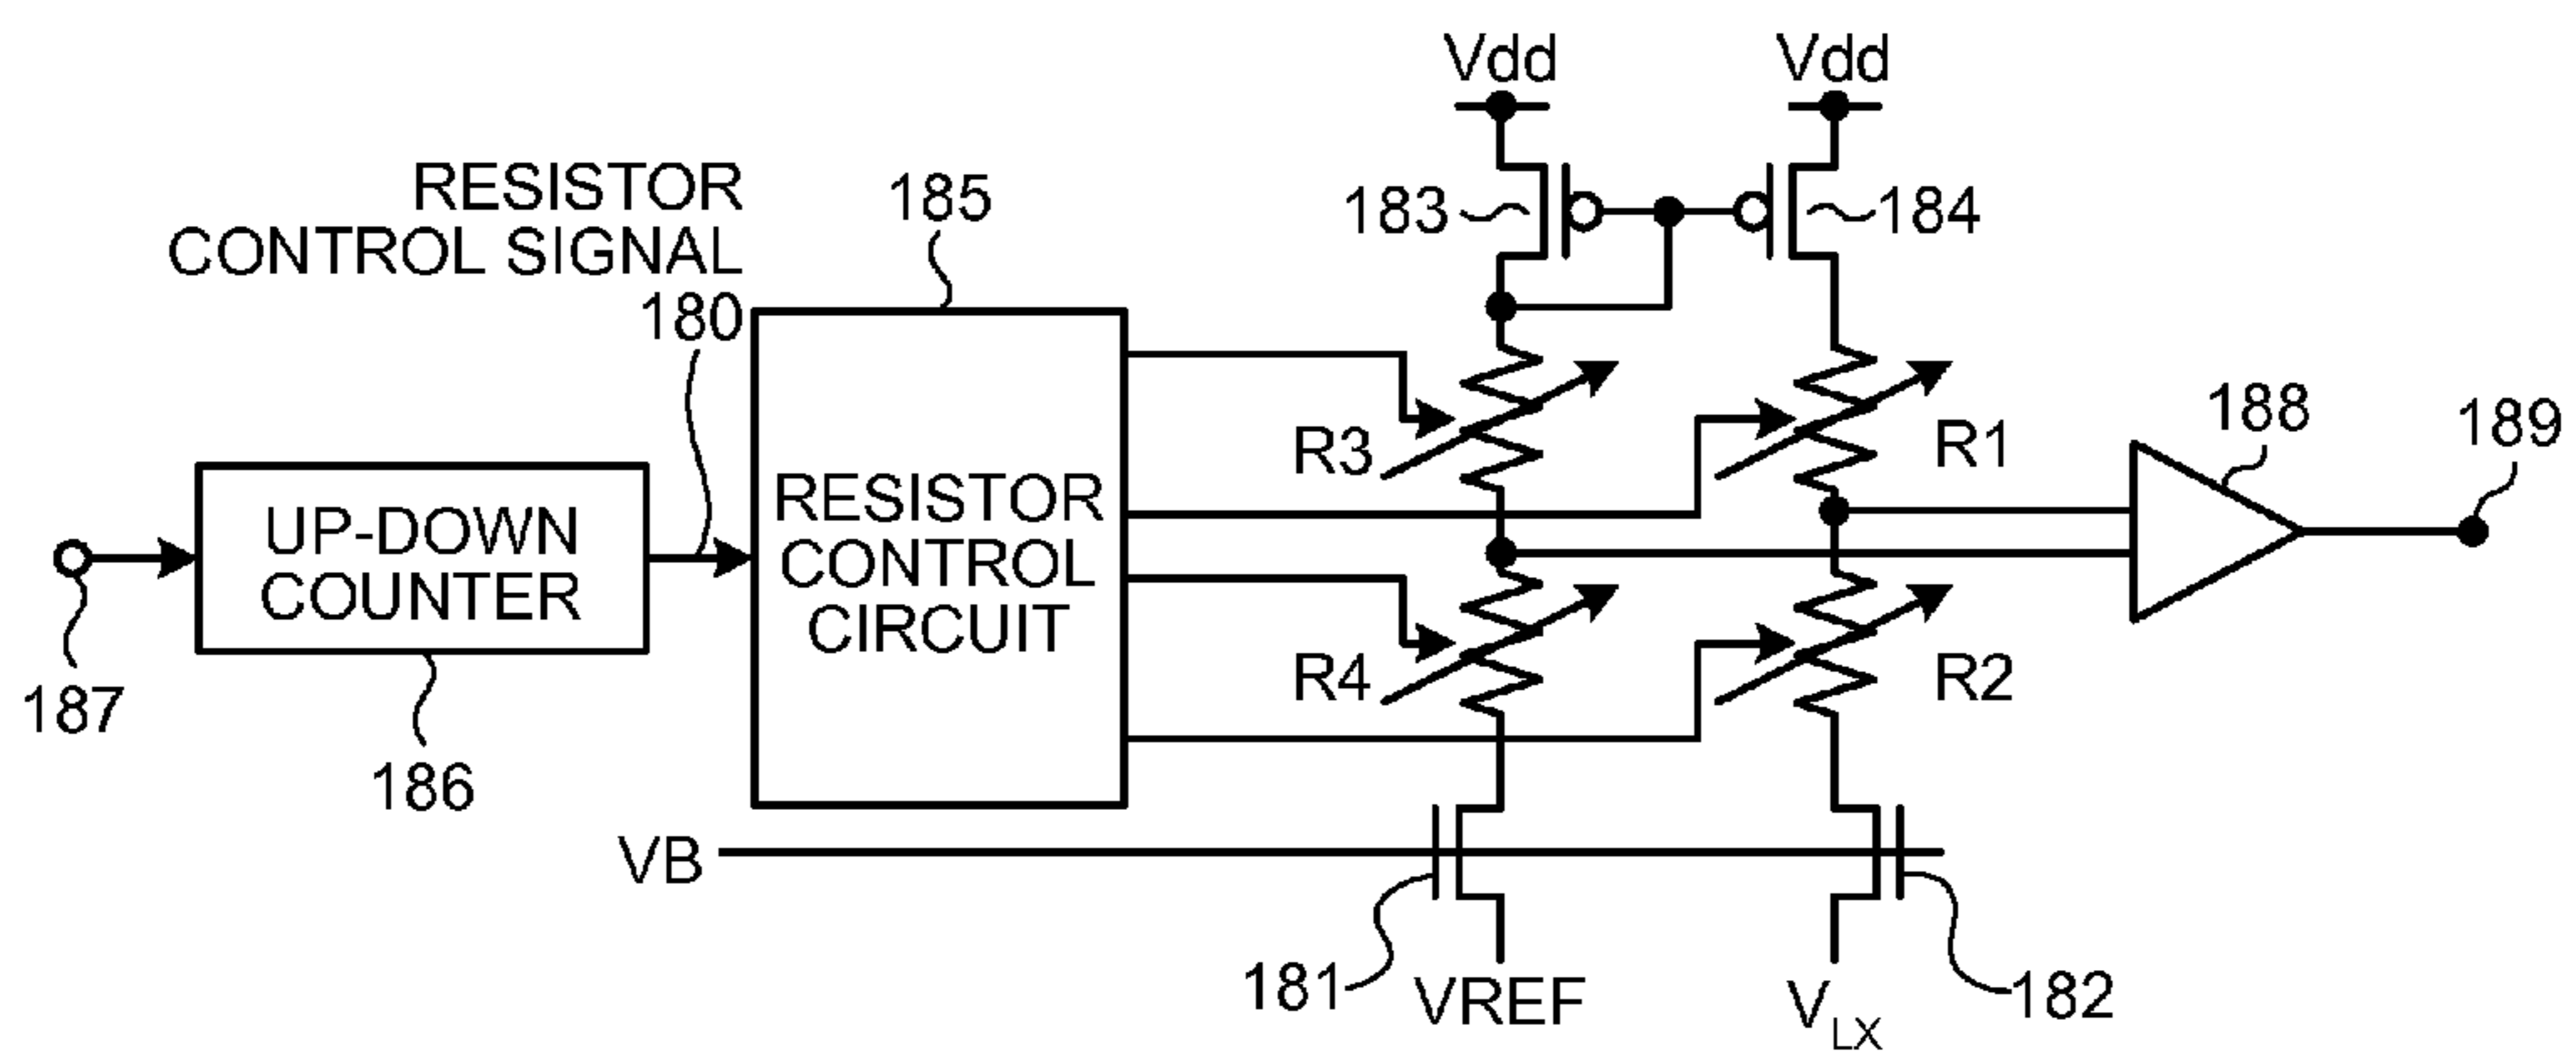 Vdd
Vdd
RESISTOR
CONTROL SIGNAL
180
185
183
184
R3
R1
188
189
UP-DOWN
COUNTER
RESISTOR
CONTROL
CIRCUIT
187
186
R4
R2
VB
181
VREF
VLX
182